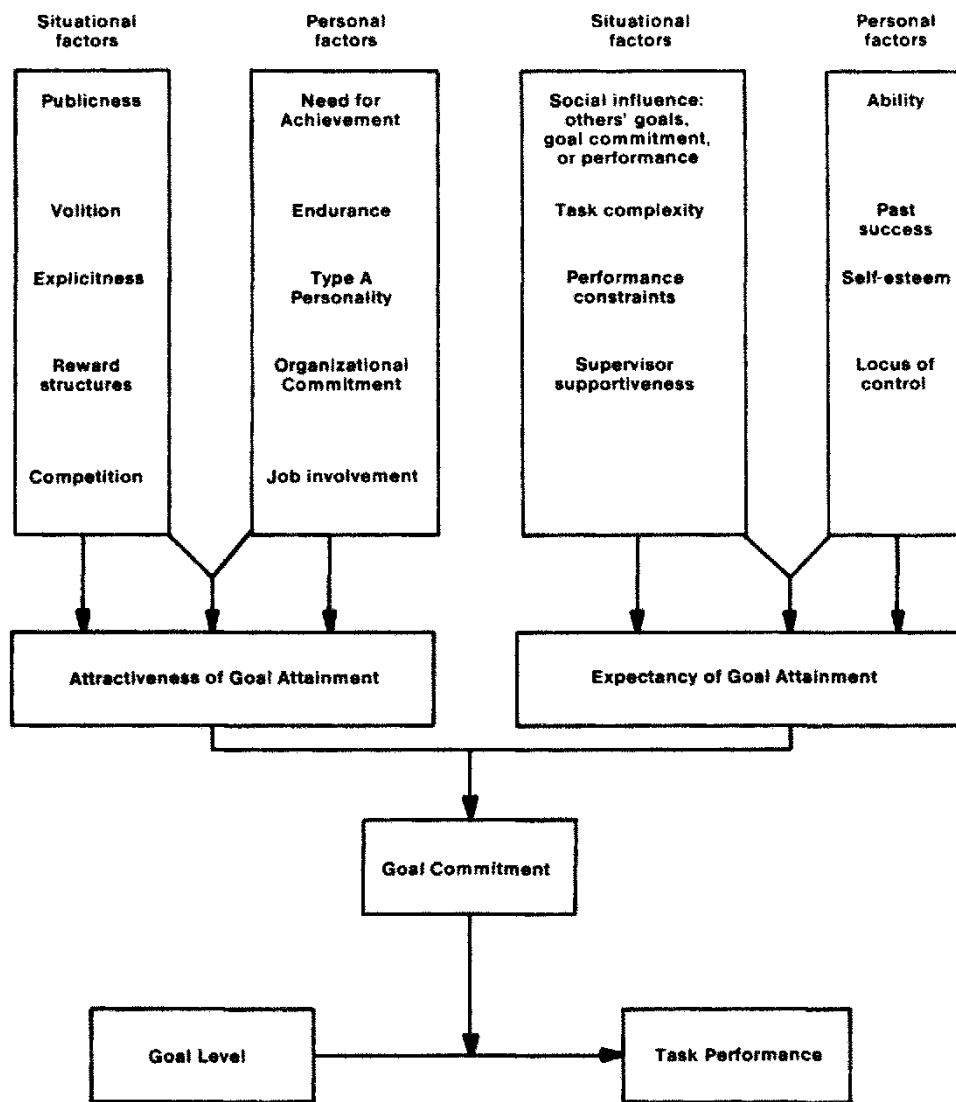 Situational
factors
Personal
factors
Situational
factors
Personal
factors
Publicness
Volition
Explicitness
Reward
structures
Competition
Need for
Achievement
Endurance
Type A
Personality
Organizational
Commitment
Job involvement
Social influence:
others' goals,
goal commitment,
or performance
Task complexity
Performance
constraints
Supervisor
supportiveness
Ability
Past
success
Self-esteem
Locus of
control
Attractiveness of Goal Attainment
Expectancy of Goal Attainment
Goal Commitment
Goal Level
Task Performance